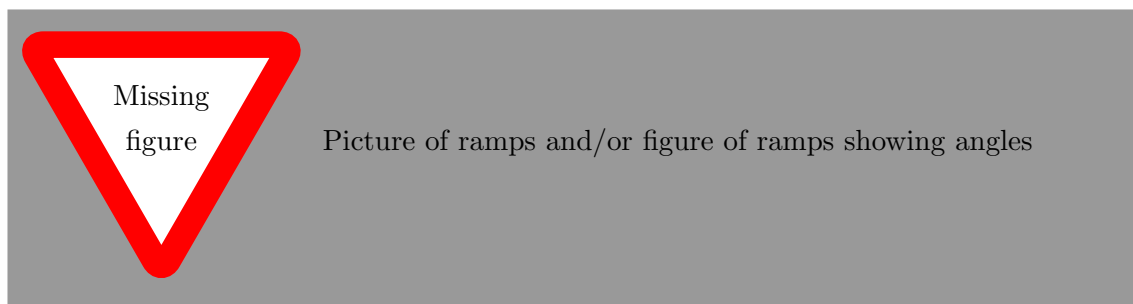 Missing
figure
Picture of ramps and/or figure of ramps showing angles